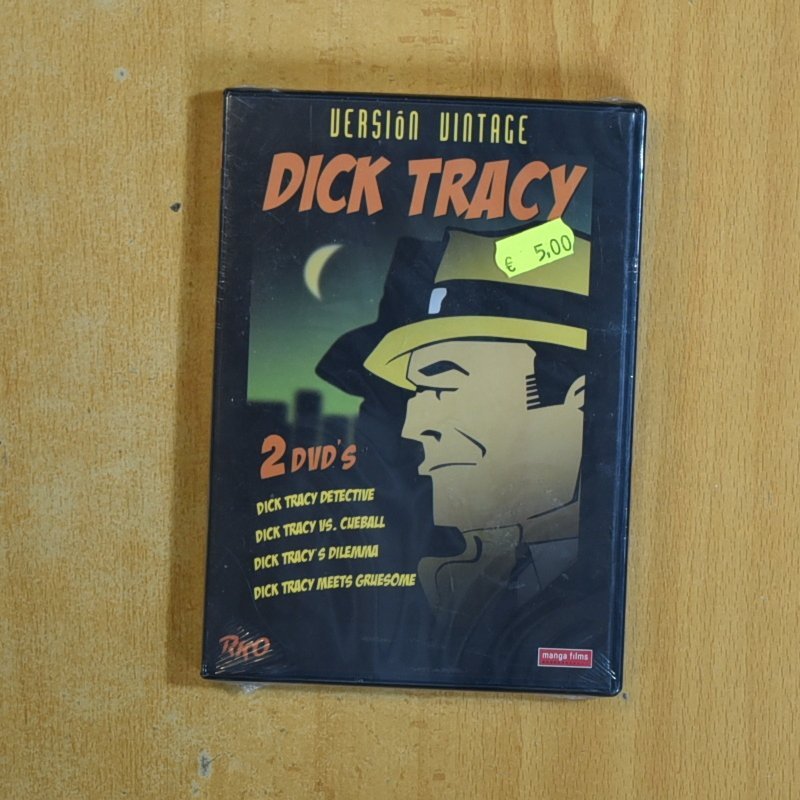 VERSIÓN VINTAGE
DICK TRACY
€ 5,00
2 DVD'S
DICK TRACY DETECTIVE
DICK TRACY VS. CUEBALL
DICK TRACY'S DILEMMA
DICK TRACY MEETS GRUESOME
RKO
manga films